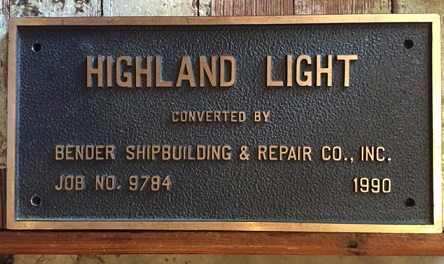 HIGHLAND LIGHT
CONVERTED BY
BENDER SHIPBUILDING & REPAIR CO., INC.
JOB NO. 9784 1990